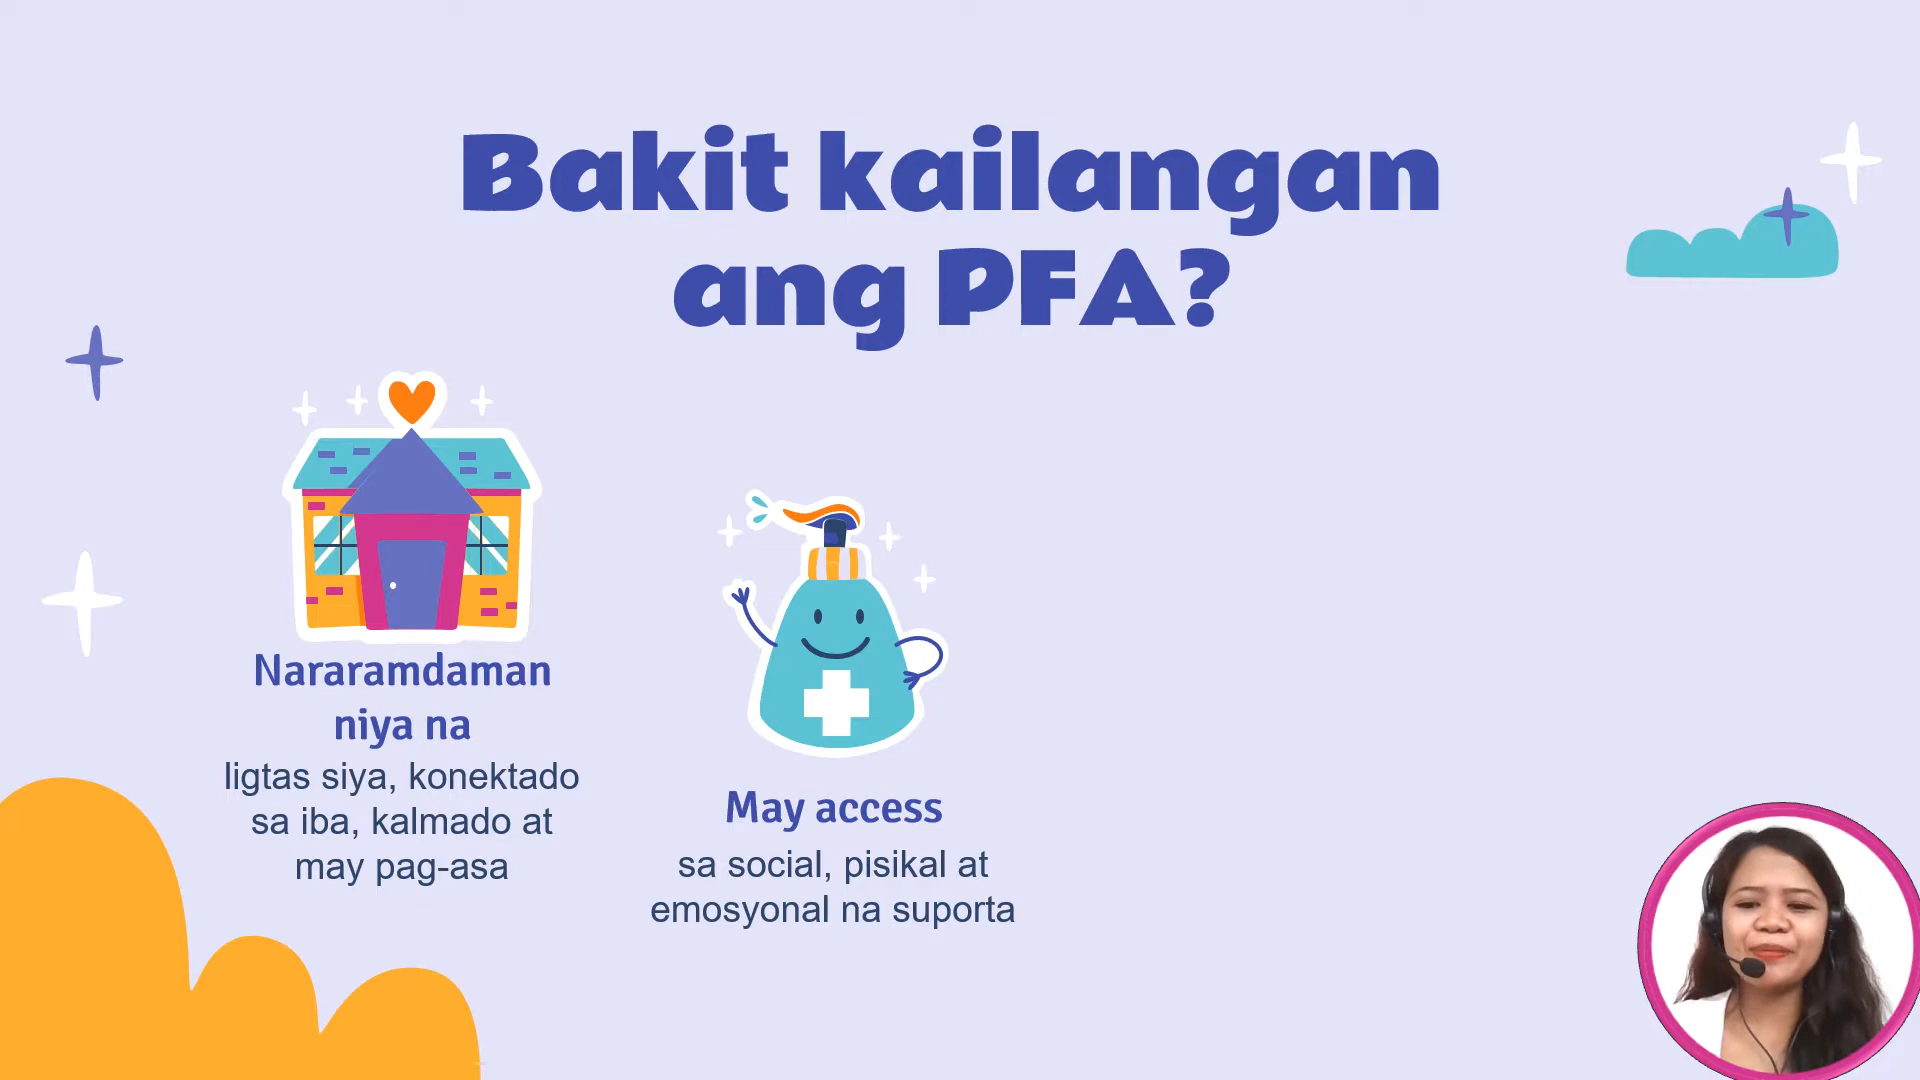 Bakit kailangan
ang PFA?
Nararamdaman
niya na
ligtas siya, konektado
sa iba, kalmado at
may pag-asa
May access
sa social, pisikal at
emosyonal na suporta